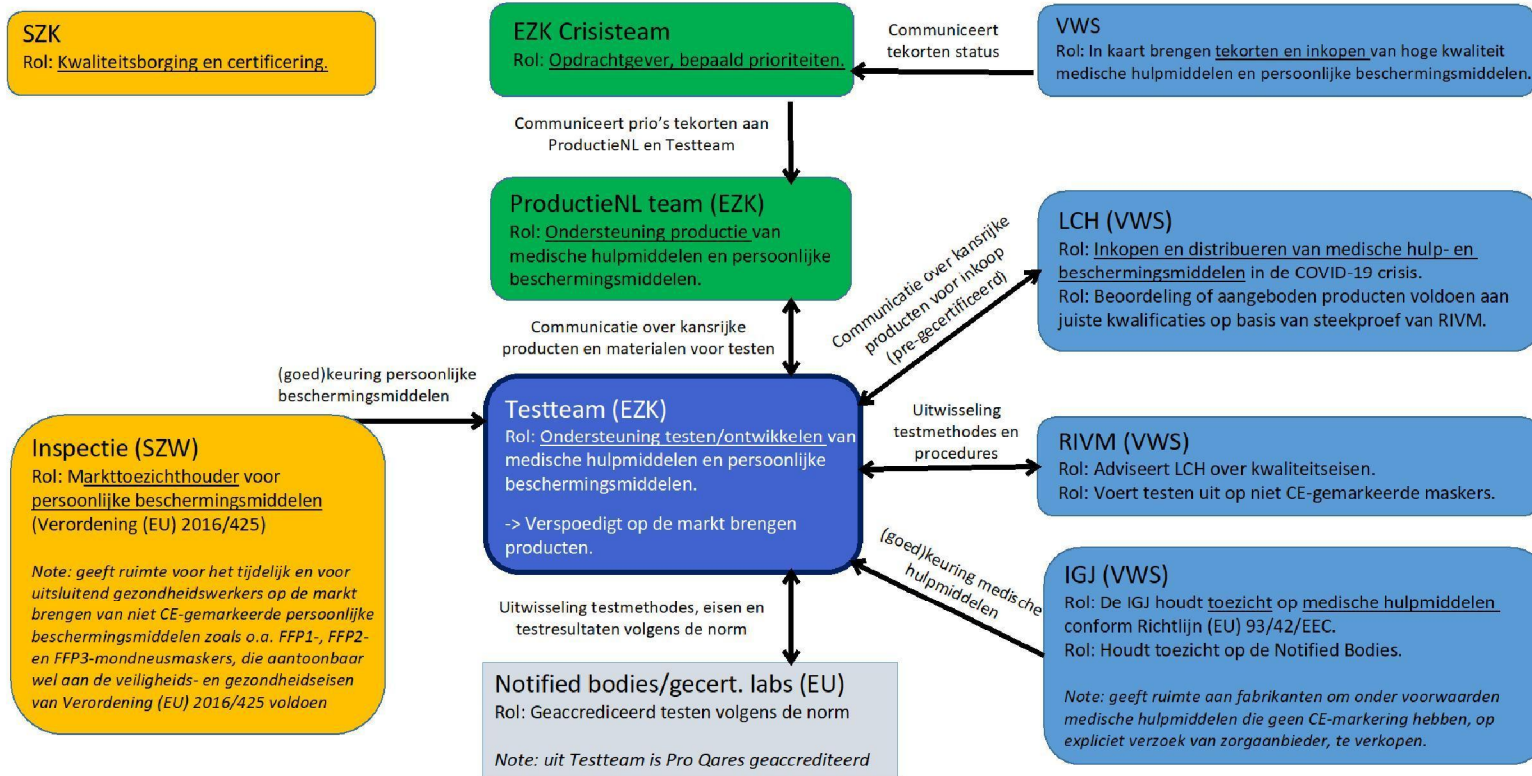 SZK
Rol: Kwaliteitsborging en certificering.
EZK Crisisteam
Rol: Opdrachtgever, bepaald prioriteiten.
Communiceert
tekorten status
VWS
Rol: In kaart brengen tekorten en inkopen van hoge kwaliteit
medische hulpmiddelen en persoonlijke beschermingsmiddelen.
Communiceert prio's tekorten aan
ProductieNL en Testteam
ProductieNL team (EZK)
Rol: Ondersteuning productie van
medische hulpmiddelen en persoonlijke
beschermingsmiddelen.
Communicatie over kansrijke
producten voor inkoop
(pre-gecertificeerd)
LCH (VWS)
Rol: Inkopen en distribueren van medische hulp- en
beschermingsmiddelen in de COVID-19 crisis.
Rol: Beoordeling of aangeboden producten voldoen aan
juiste kwalificaties op basis van steekproef van RIVM.
Communicatie over kansrijke
producten en materialen voor testen
(goed)keuring persoonlijke
beschermingsmiddelen
Testteam (EZK)
Rol: Ondersteuning testen/ontwikkelen van
medische hulpmiddelen en persoonlijke
beschermingsmiddelen.
-> Verspoedigt op de markt brengen
producten.
Uitwisseling
testmethodes en
procedures
RIVM (VWS)
Rol: Adviseert LCH over kwaliteitseisen.
Rol: Voert testen uit op niet CE-gemarkeerde maskers.
Inspectie (SZW)
Rol: Markttoezichthouder voor
persoonlijke beschermingsmiddelen
(Verordening (EU) 2016/425)
Note: geeft ruimte voor het tijdelijk en voor
uitsluitend gezondheidswerkers op de markt
brengen van niet CE-gemarkeerde persoonlijke
beschermingsmiddelen zoals o.a. FFP1-, FFP2-
en FFP3-mondneusmaskers, die aantoonbaar
wel aan de veiligheids- en gezondheidseisen
van Verordening (EU) 2016/425 voldoen
(goed)keuring medische
hulpmiddelen
IGJ (VWS)
Rol: De IGJ houdt toezicht op medische hulpmiddelen
conform Richtlijn (EU) 93/42/EEC.
Rol: Houdt toezicht op de Notified Bodies.
Note: geeft ruimte aan fabrikanten om onder voorwaarden
medische hulpmiddelen die geen CE-markering hebben, op
expliciet verzoek van zorgaanbieder, te verkopen.
Uitwisseling testmethodes, eisen en
testresultaten volgens de norm
Notified bodies/gecert. labs (EU)
Rol: Geaccrediceerd testen volgens de norm
Note: uit Testteam is Pro Qares geaccrediteerd